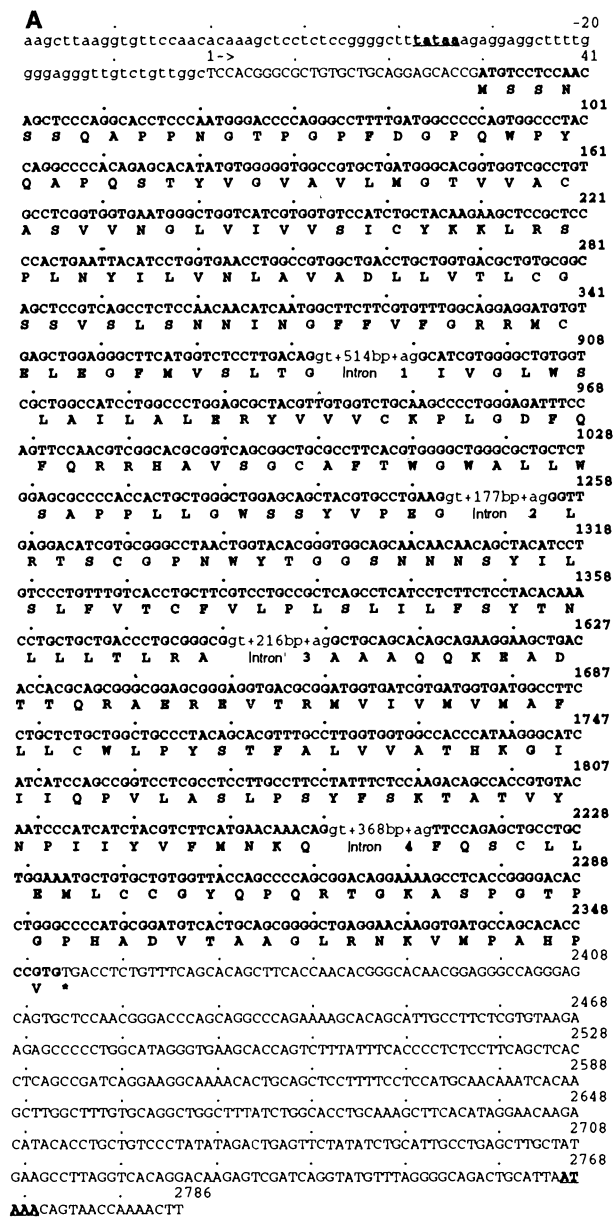 A
-20
aagcttaaggtgttccaacacaaagctcctctccggggcttttataaagaggaggcttttg
1-> 41
gggagggttgtctgttggcTCCACGGGCGCTGTGCTGCAGGAGCACCGATGTCCTCCAAC
M S S N
101
AGCTCCCAGGCACCTCCCAATGGGACCCCAGGGCCTTTTGATGGCCCCCAGTGGCCCTAC
S S Q A P P N G T P G P F D G P Q W P Y
161
CAGGCCCCACAGAGCACATATGTGGGGGTGGCCGTGCTGATGGGCACGGTGGTCGCCTGT
Q A P Q S T Y V G V A V L M G T V V A C
221
GCCTCGGTGGTGAATGGGCTGGTCATCGTGGTGTCCATCTGCTACAAGAAGCTCCGCTCC
A S V V N G L V I V V S I C Y K K L R S
281
CCACTGAATTACATCCTGGTGAACCTGGCCGTGGCTGACCTGCTGGTGACGCTGTGCGGC
P L N Y I L V N L A V A D L L V T L C G
341
AGCTCCGTCAGCCTCTCCAACAACATCAATGGCTTCTTCGTGTTTGGCAGGAGGATGTGT
S S V S L S N N I N G F F V F G R R M C
908
GAGCTGGAGGGCTTCATGGTCTCCTTGACAGgt+514bp+agGCATCGTGGGGCTGTGGT
E L E G F M V S L T G Intron 1 I V G L W S
968
CGCTGGCCATCCTGGCCCTGGAGCGCTACGTTGTGGTCTGCAAGCCCCTGGGAGATTTCC
L A I L A L E R Y V V V C K P L G D F Q
1028
AGTTCCAACGTCGGCACGCGGTCAGCGGCTGCGCCTTCACGTGGGGCTGGGCGCTGCTCT
F Q R R H A V S G C A F T W G W A L L W
1258
GGAGCGCCCCACCACTGCTGGGCTGGAGCAGCTACGTGCCTGAAGgt+177bp+agGGTT
S A P P L L G W S S Y V P E G Intron 2 L
1318
GAGGACATCGTGCGGGCCTAACTGGTACACGGGTGGCAGCAACAACAACAGCTACATCCT
R T S C G P N W Y T G G S N N N S Y I L
1358
GTCCCTGTTTGTCACCTGCTTCGTCCTGCCGCTCAGCCTCATCCTCTTCTCCTACACAAA
S L F V T C F V L P L S L I L F S Y T N
1627
CCTGCTGCTGACCCTGCGGGCGgt+216bp+agGCTGCAGCACAGCAGAAGGAAGCTGAC
L L L T L R A Intron 3 A A A Q Q K E A D
1687
ACCACGCAGCGGGCGGAGCGGGAGGTGACGCGGATGGTGATCGTGATGGTGATGGCCTTC
T T Q R A E R E V T R M V I V M V M A F
1747
CTGCTCTGCTGGCTGCCCTACAGCACGTTTGCCTTGGTGGTGGCCACCCATAAGGGCATC
L L C W L P Y S T F A L V V A T H K G I
1807
ATCATCCAGCCGGTCCTCGCCTCCTTGCCTTCCTATTTCTCCAAGACAGCCACCGTGTAC
I I Q P V L A S L P S Y F S K T A T V Y
2228
AATCCCATCATCTACGTCTTCATGAACAAACAGgt+368bp+agTTCCAGAGCTGCCTGC
N P I I Y V F M N K Q Intron 4 F Q S C L L
2288
TGGAAATGCTGTGCTGTGGTTACCAGCCCCAGCGGACAGGAAAAGCCTCACCGGGGACAC
E M L C C G Y Q P Q R T G K A S P G T P
2348
CTGGGCCCCATGCGGATGTCACTGCAGCGGGGCTGAGGAACAAGGTGATGCCAGCACACC
G P H A D V T A A G L R N K V M P A H P
2408
CCGTGTGACCTCTGTTTCAGCACAGCTTCACCAACACGGGCACAACGGAGGGCCAGGGAG
V *
2468
CAGTGCTCCAACGGGACCCAGCAGGCCCAGAAAAGCACAGCATTGCCTTCTCGTGTAAGA
2528
AGAGCCCCCTGGCATAGGGTGAAGCACCAGTCTTTATTTCACCCCTCTCCTTCAGCTCAC
2588
CTCAGCCGATCAGGAAGGCAAAACACTGCAGCTCCTTTTTCCTCCATGCAACAAATCACAA
2648
GCTTGGCTTTGTGCAGGCTGGCTTTATCTGGCACCTGCAAAGCTTCACATAGGAACAAGA
2708
CATACACCTGCTGTCCCTATATAGACTGAGTTCTATATCTGCATTGCCTGAGCTTGCTAT
2768
GAAGCCTTAGGTCACAGGACAAGAGTCGATCAGGTATGTTTAGGGGCAGACTGCATTAAT
2786
AAACAGTAACCAAAACTT